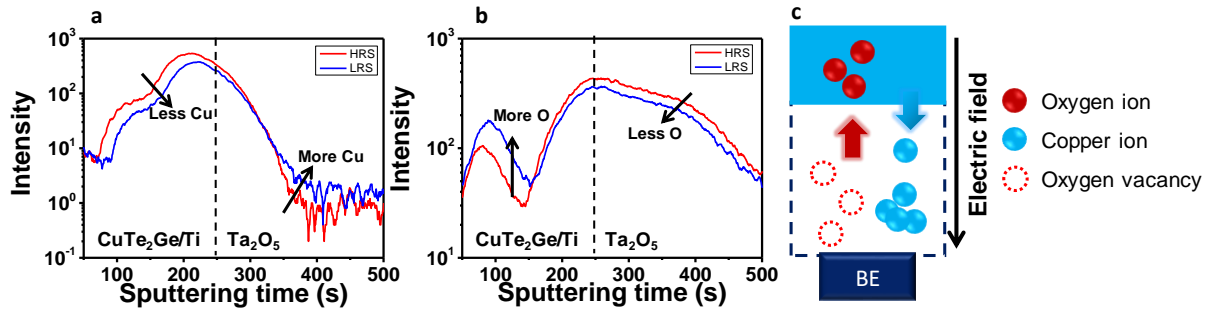 a
10³
10²
10¹
10⁰
10⁻¹
Intensity
HRS
LRS
Less Cu
More Cu
CuTe₂Ge/Ti
Ta₂O₅
100 200 300 400 500
Sputtering time (s)
b
10³
10²
10¹
Intensity
HRS
LRS
More O
Less O
CuTe₂Ge/Ti
Ta₂O₅
100 200 300 400 500
Sputtering time (s)
c
BE
Electric field
Oxygen ion
Copper ion
Oxygen vacancy